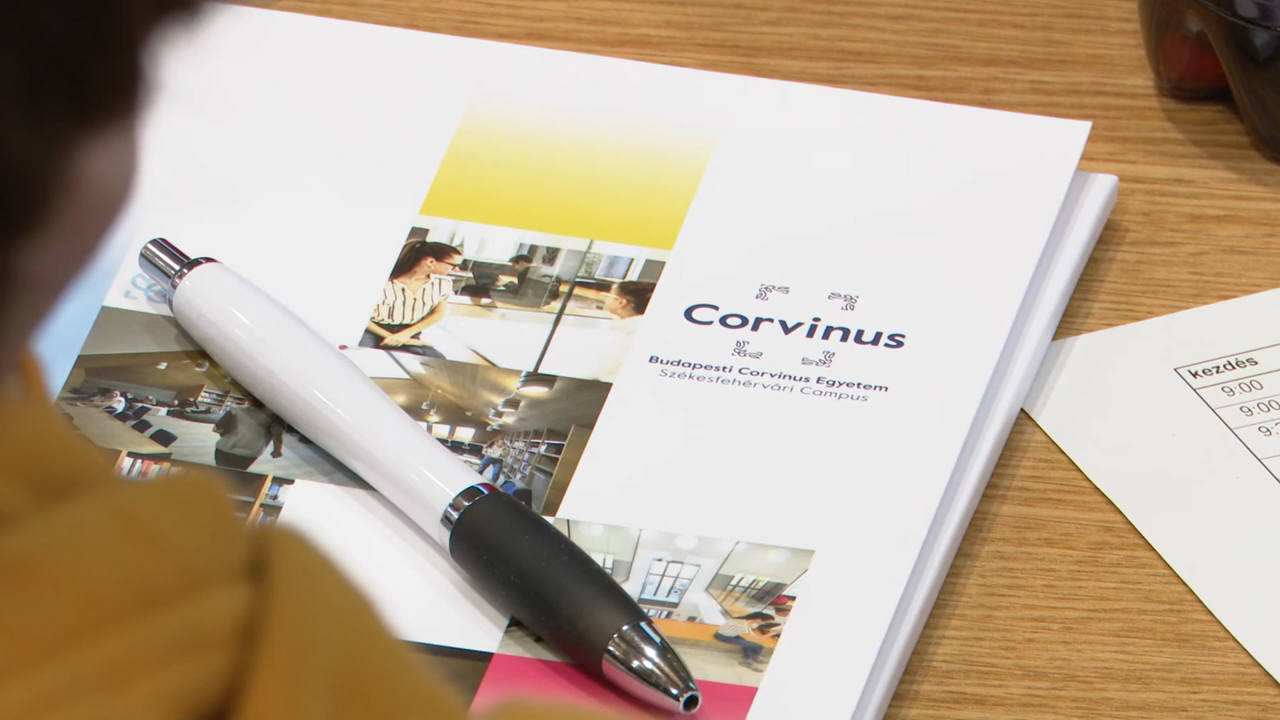 Corvinus
Budapesti Corvinus Egyetem
Székesfehérvári Campus
kezdés
9:00
9:00